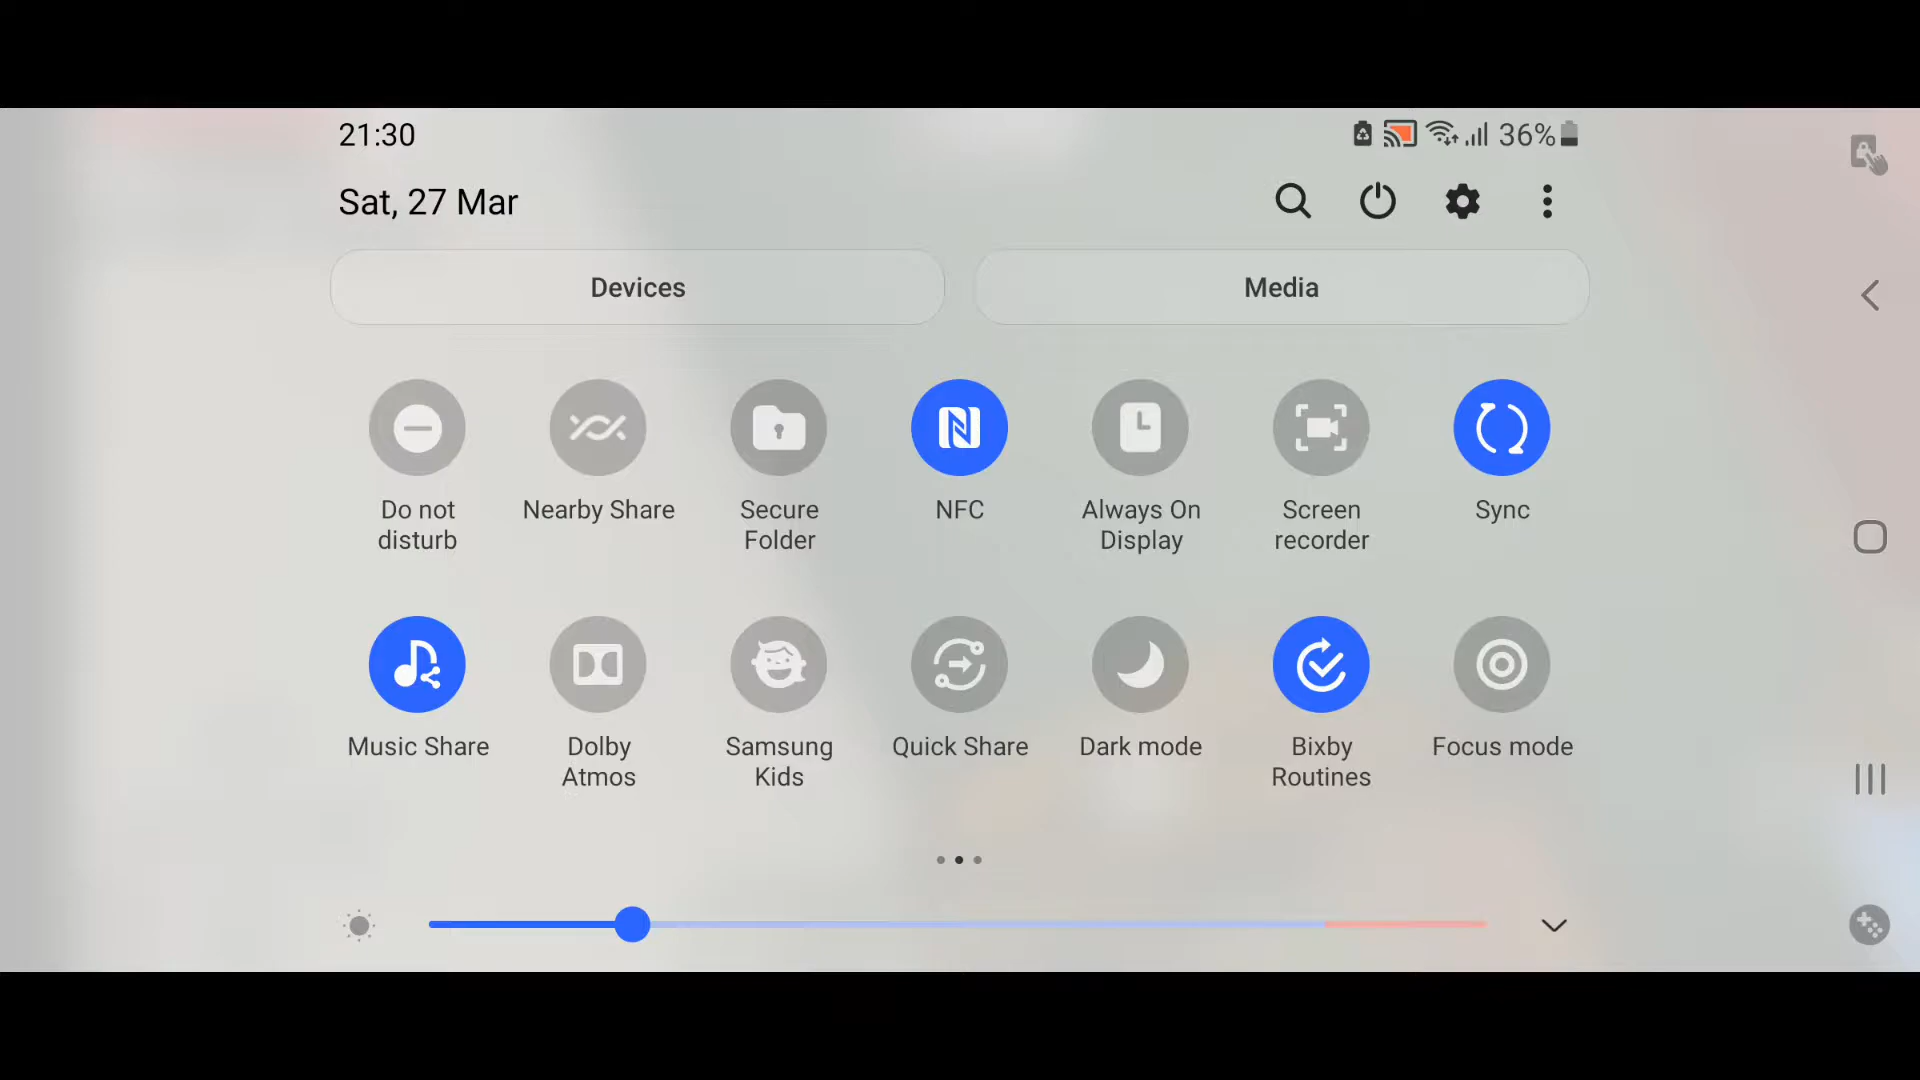 21:30
36%
Sat, 27 Mar
Devices
Media
Do not
disturb
Nearby Share
Secure
Folder
NFC
Always On
Display
Screen
recorder
Sync
Music Share
Dolby
Atmos
Samsung
Kids
Quick Share
Dark mode
Bixby
Routines
Focus mode